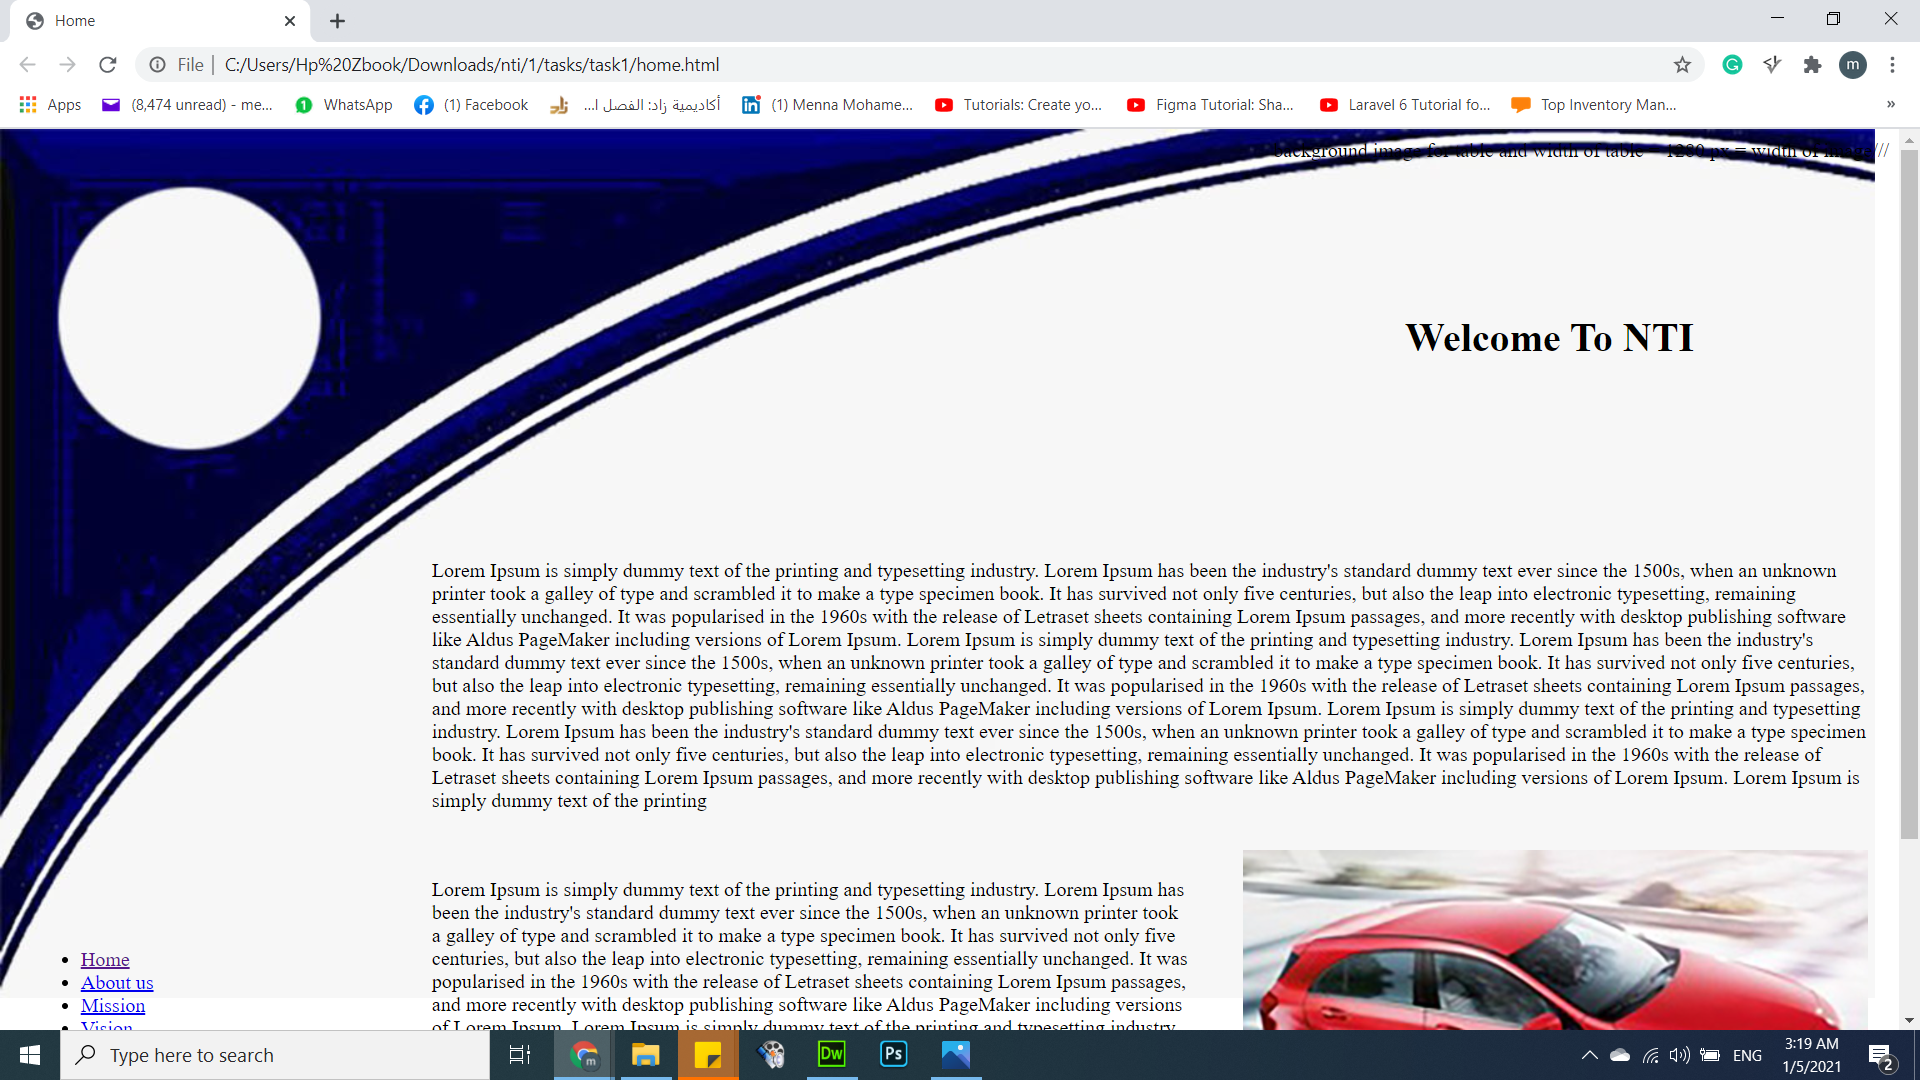 Home
File | C:/Users/Hp%20Zbook/Downloads/nti/1/tasks/task1/home.html
m
Apps
(8,474 unread) - me...
1 WhatsApp
(1) Facebook
أكاديمية زاد: الفصل ا...
(1) Menna Mohame...
Tutorials: Create yo...
Figma Tutorial: Sha...
Laravel 6 Tutorial fo...
Top Inventory Man...
»
background image for table and width of table = 1280 px = width of image///
Welcome To NTI
Lorem Ipsum is simply dummy text of the printing and typesetting industry. Lorem Ipsum has been the industry's standard dummy text ever since the 1500s, when an unknown
printer took a galley of type and scrambled it to make a type specimen book. It has survived not only five centuries, but also the leap into electronic typesetting, remaining
essentially unchanged. It was popularised in the 1960s with the release of Letraset sheets containing Lorem Ipsum passages, and more recently with desktop publishing software
like Aldus PageMaker including versions of Lorem Ipsum. Lorem Ipsum is simply dummy text of the printing and typesetting industry. Lorem Ipsum has been the industry's
standard dummy text ever since the 1500s, when an unknown printer took a galley of type and scrambled it to make a type specimen book. It has survived not only five centuries,
but also the leap into electronic typesetting, remaining essentially unchanged. It was popularised in the 1960s with the release of Letraset sheets containing Lorem Ipsum passages,
and more recently with desktop publishing software like Aldus PageMaker including versions of Lorem Ipsum. Lorem Ipsum is simply dummy text of the printing and typesetting
industry. Lorem Ipsum has been the industry's standard dummy text ever since the 1500s, when an unknown printer took a galley of type and scrambled it to make a type specimen
book. It has survived not only five centuries, but also the leap into electronic typesetting, remaining essentially unchanged. It was popularised in the 1960s with the release of
Letraset sheets containing Lorem Ipsum passages, and more recently with desktop publishing software like Aldus PageMaker including versions of Lorem Ipsum. Lorem Ipsum is
simply dummy text of the printing
Lorem Ipsum is simply dummy text of the printing and typesetting industry. Lorem Ipsum has
been the industry's standard dummy text ever since the 1500s, when an unknown printer took
a galley of type and scrambled it to make a type specimen book. It has survived not only five
centuries, but also the leap into electronic typesetting, remaining essentially unchanged. It was
popularised in the 1960s with the release of Letraset sheets containing Lorem Ipsum passages,
and more recently with desktop publishing software like Aldus PageMaker including versions
of Lorem Ipsum. Lorem Ipsum is simply dummy text of the printing and typesetting industry.
• Home
• About us
• Mission
• Vision
Type here to search
m
Dw
Ps
ENG
3:19 AM
1/5/2021
2